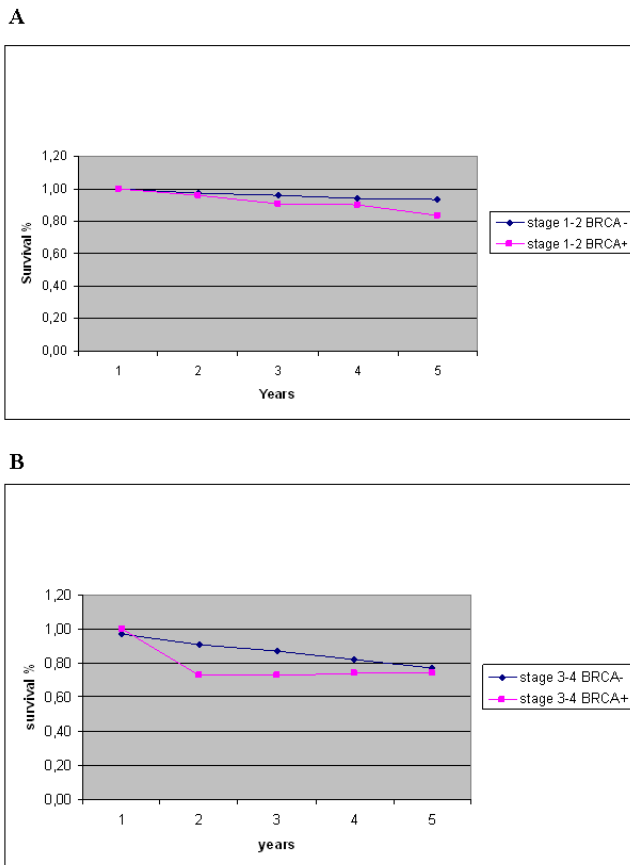 A
1,20
1,00
0,80
0,60
0,40
0,20
0,00
Survival %
1 2 3 4 5
Years
stage 1-2 BRCA-
stage 1-2 BRCA+
B
1,20
1,00
0,80
0,60
0,40
0,20
0,00
survival %
1 2 3 4 5
years
stage 3-4 BRCA-
stage 3-4 BRCA+